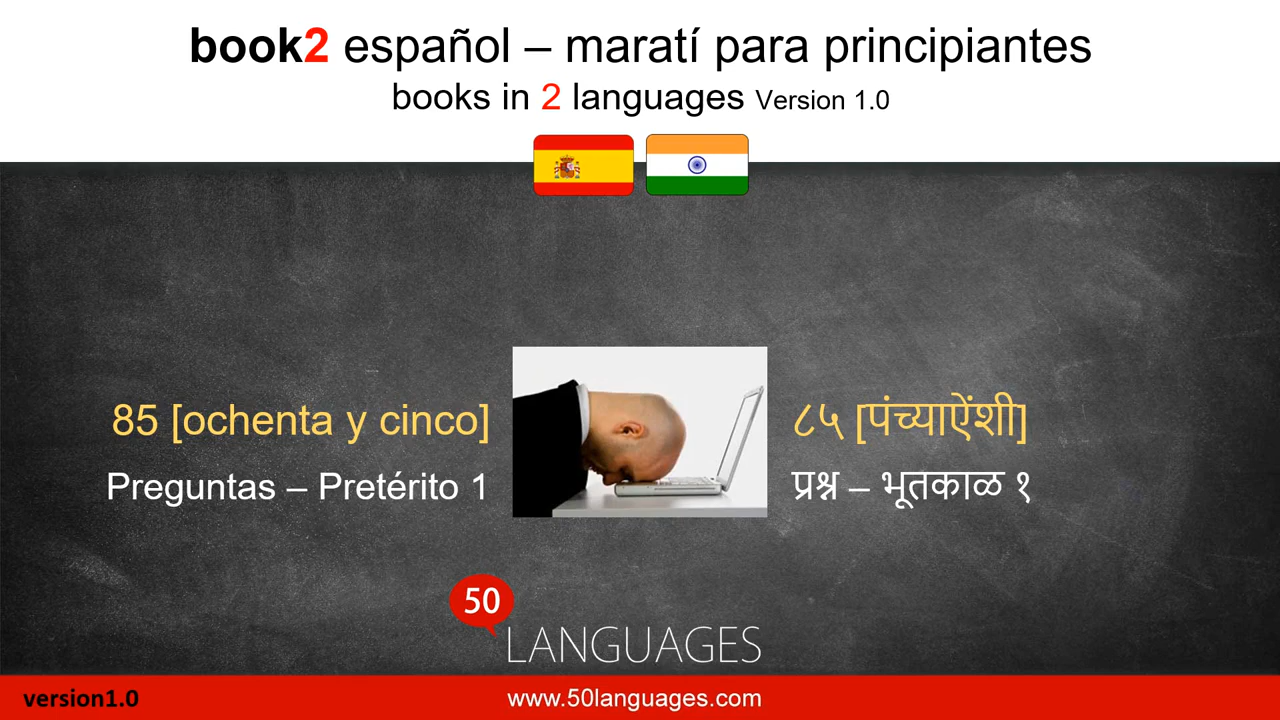 book2 español – maratí para principiantes
books in 2 languages Version 1.0
85 [ochenta y cinco]
Preguntas – Pretérito 1
८५ [पंच्याऐंशी]
प्रश्न – भूतकाळ १
50
LANGUAGES
version1.0
www.50languages.com